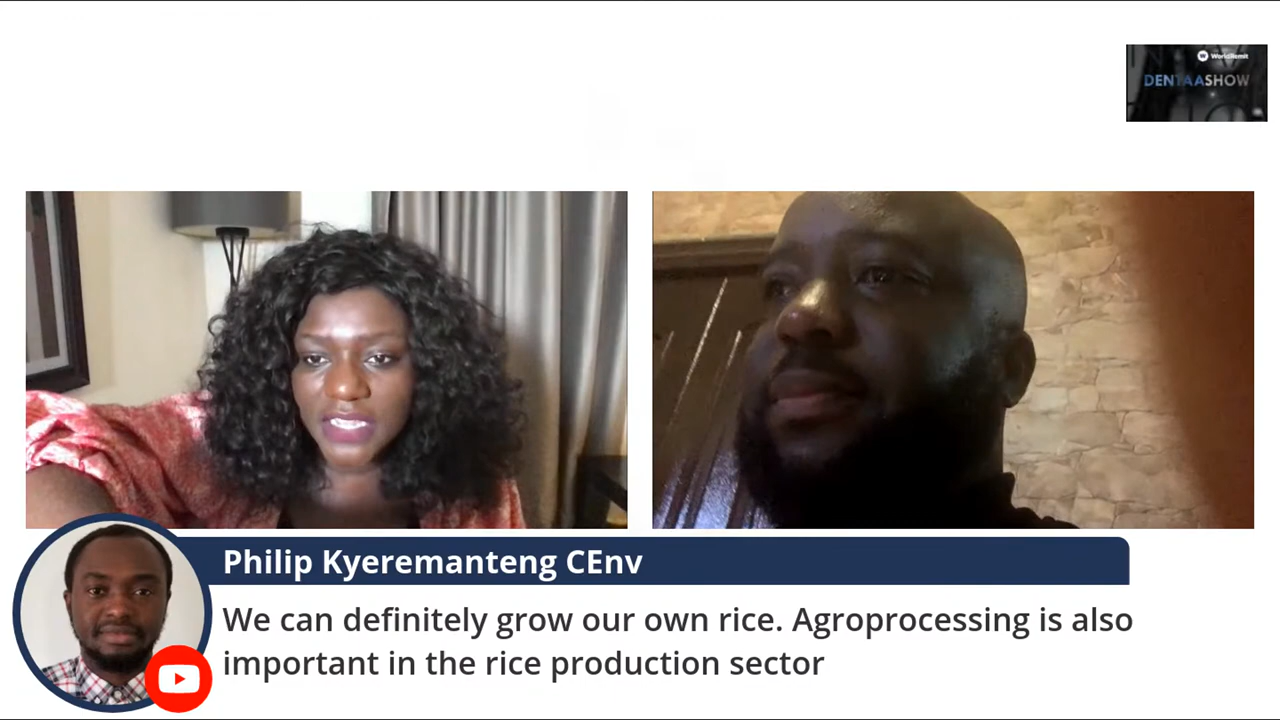 WorldRemit
DENTAASHOW
Philip Kyeremanteng CEnv
We can definitely grow our own rice. Agroprocessing is also
important in the rice production sector